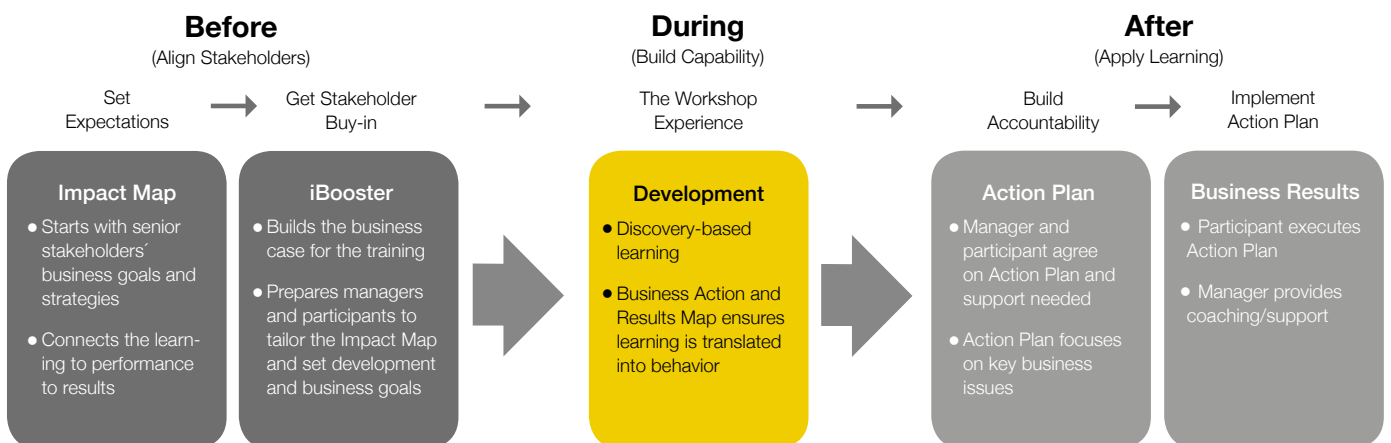 Before
(Align Stakeholders)
During
(Build Capability)
After
(Apply Learning)
Set
Expectations
Get Stakeholder
Buy-in
The Workshop
Experience
Build
Accountability
Implement
Action Plan
Impact Map
• Starts with senior
stakeholders´
business goals and
strategies
• Connects the learn-
ing to performance
to results
iBooster
• Builds the business
case for the training
• Prepares managers
and participants to
tailor the Impact Map
and set development
and business goals
Development
• Discovery-based
learning
• Business Action and
Results Map ensures
learning is translated
into behavior
Action Plan
• Manager and
participant agree
on Action Plan and
support needed
• Action Plan focuses
on key business
issues
Business Results
• Participant executes
Action Plan
• Manager provides
coaching/support